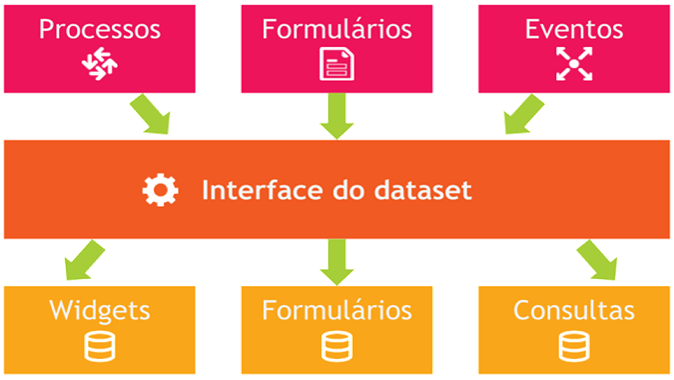 Processos
Formulários
Eventos
Interface do dataset
Widgets
Formulários
Consultas